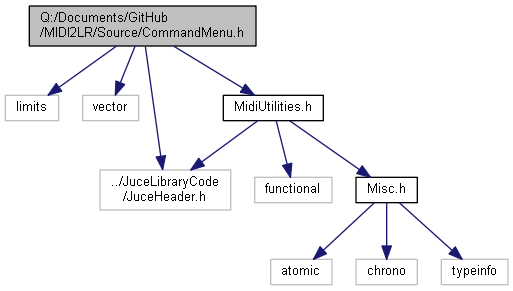 Q:/Documents/GitHub
/MIDI2LR/Source/CommandMenu.h
limits
vector
MidiUtilities.h
../JuceLibraryCode
/JuceHeader.h
functional
Misc.h
atomic
chrono
typeinfo